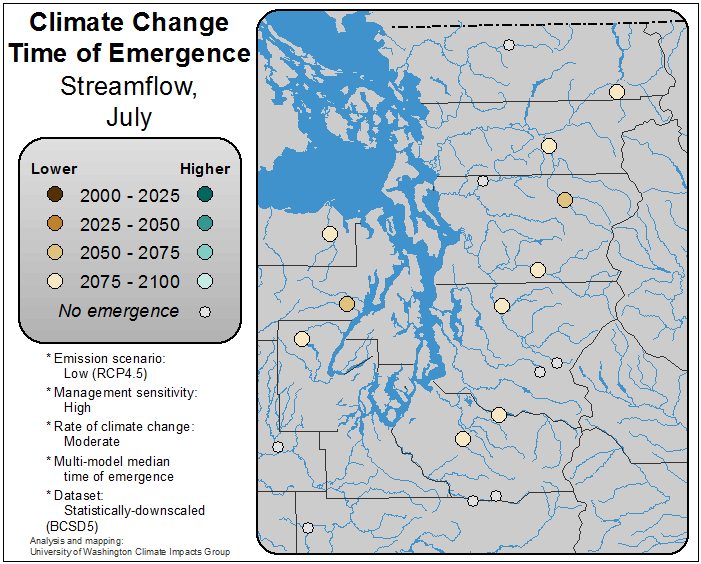 Climate Change
Time of Emergence
Streamflow,
July
Lower Higher
2000 - 2025
2025 - 2050
2050 - 2075
2075 - 2100
No emergence
* Emission scenario:
Low (RCP4.5)
* Management sensitivity:
High
* Rate of climate change:
Moderate
* Multi-model median
time of emergence
* Dataset:
Statistically-downscaled
(BCSD5)
Analysis and mapping:
University of Washington Climate Impacts Group